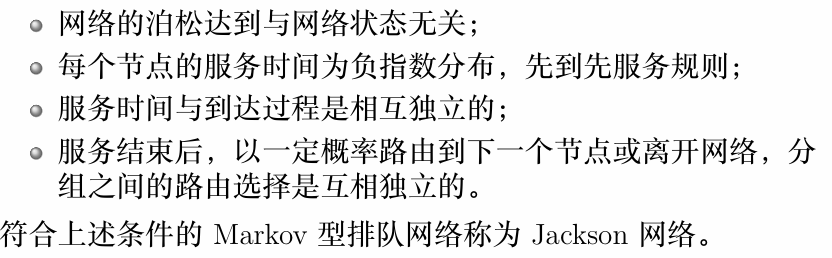 网络的泊松达到与网络状态无关；
每个节点的服务时间为负指数分布，先到先服务规则；
服务时间与到达过程是相互独立的；
服务结束后，以一定概率路由到下一个节点或离开网络，分
组之间的路由选择是互相独立的。
符合上述条件的 Markov 型排队网络称为 Jackson 网络。